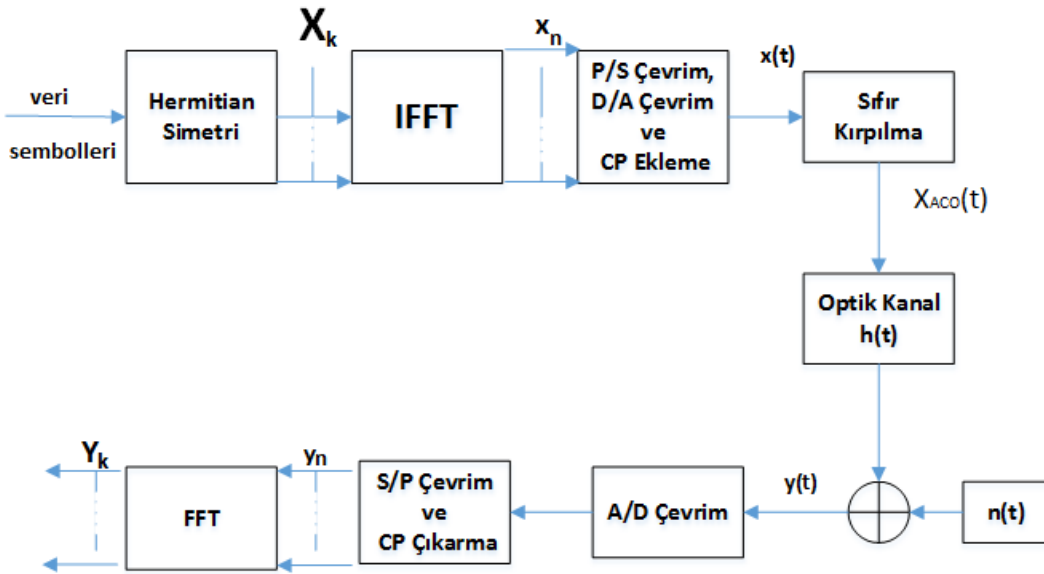 veri
sembolleri
Hermitian
Simetri
Xk
IFFT
xn
P/S Çevrim,
D/A Çevrim
ve
CP Ekleme
x(t)
Sıfır
Kırpılma
XACO(t)
Optik Kanal
h(t)
n(t)
y(t)
A/D Çevrim
S/P Çevrim
ve
CP Çıkarma
yn
FFT
Yk